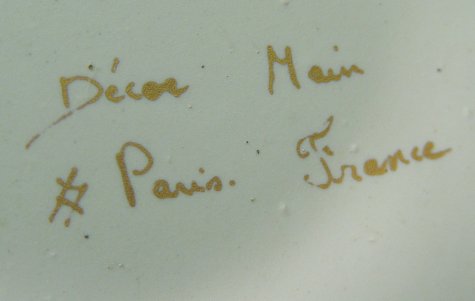 Décor Main
# Paris. France